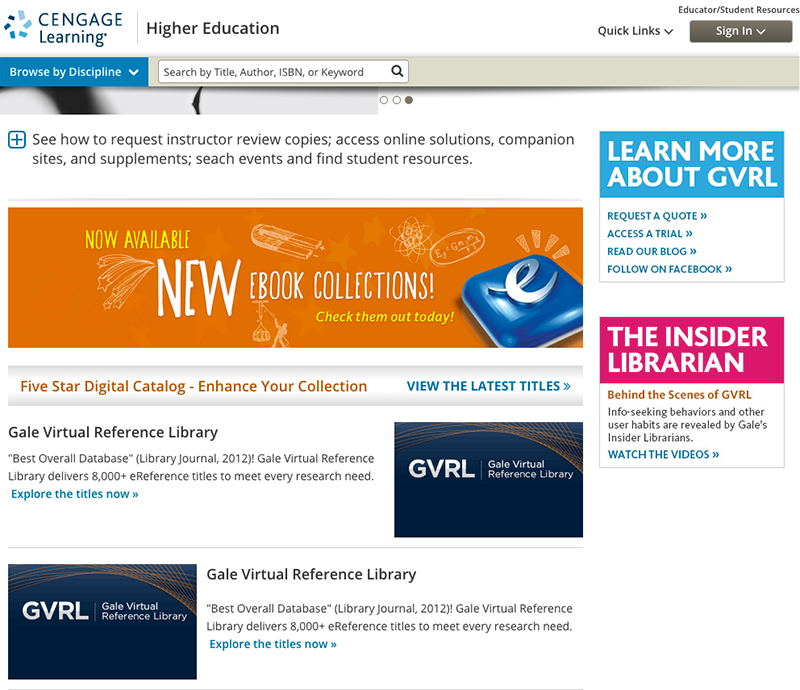 Educator/Student Resources
CENGAGE
Learning
Higher Education
Quick Links
Sign In
Browse by Discipline
Search by Title, Author, ISBN, or Keyword
See how to request instructor review copies; access online solutions, companion
sites, and supplements; seach events and find student resources.
NOW AVAILABLE
NEW EBOOK COLLECTIONS!
Check them out today!
e
Five Star Digital Catalog - Enhance Your Collection
VIEW THE LATEST TITLES »
Gale Virtual Reference Library
"Best Overall Database" (Library Journal, 2012)! Gale Virtual Reference
Library delivers 8,000+ eReference titles to meet every research need.
Explore the titles now »
GVRL
Gale Virtual
Reference Library
GVRL
Gale Virtual
Reference Library
Gale Virtual Reference Library
"Best Overall Database" (Library Journal, 2012)! Gale Virtual Reference
Library delivers 8,000+ eReference titles to meet every research need.
Explore the titles now »
LEARN MORE
ABOUT GVRL
REQUEST A QUOTE »
ACCESS A TRIAL »
READ OUR BLOG »
FOLLOW ON FACEBOOK »
THE INSIDER
LIBRARIAN
Behind the Scenes of GVRL
Info-seeking behaviors and other
user habits are revealed by Gale's
Insider Librarians.
WATCH THE VIDEOS »